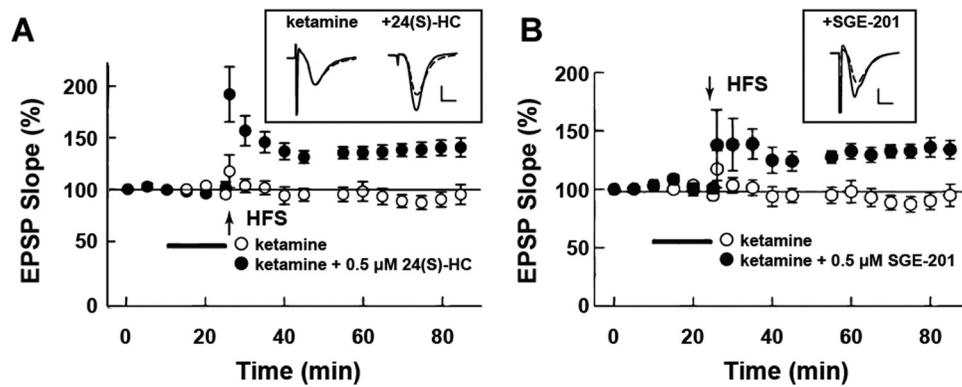 A
ketamine +24(S)-HC
200
150
100
50
0
EPSP Slope (%)
HFS
ketamine
ketamine + 0.5 µM 24(S)-HC
0 20 40 60 80
Time (min)
B
+SGE-201
200
150
100
50
0
EPSP Slope (%)
HFS
ketamine
ketamine + 0.5 µM SGE-201
0 20 40 60 80
Time (min)